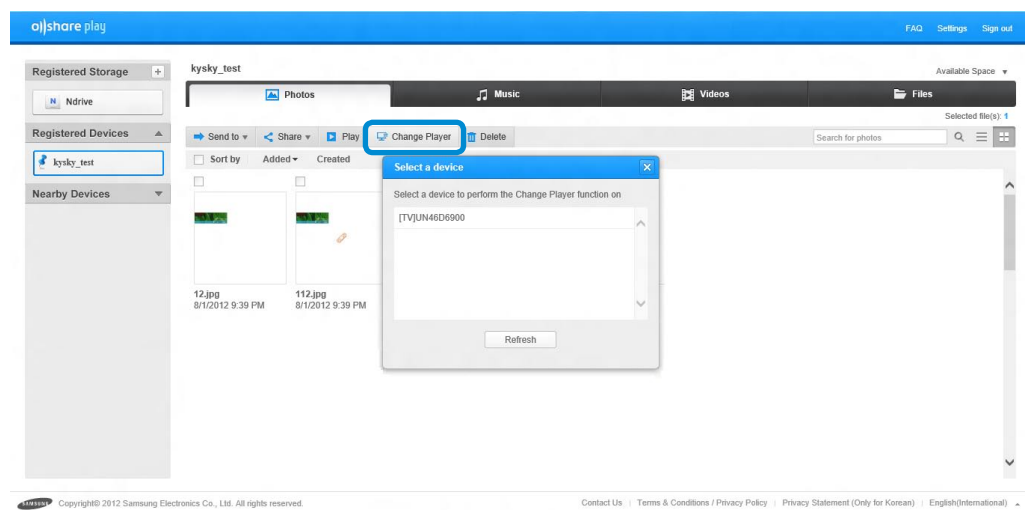 allshare play
FAQ Settings Sign out
Registered Storage +
N Ndrive
Registered Devices
kysky_test
Nearby Devices
kysky_test
Available Space
Photos Music Videos Files
Selected file(s): 1
Send to Share Play Change Player Delete Search for photos
Sort by Added Created
Select a device
Select a device to perform the Change Player function on
[TV]UN46D6900
Refresh
12.jpg
8/1/2012 9:39 PM
112.jpg
8/1/2012 9:39 PM
SAMSUNG Copyright© 2012 Samsung Electronics Co., Ltd. All rights reserved. Contact Us | Terms & Conditions / Privacy Policy | Privacy Statement (Only for Korean) | English(International)